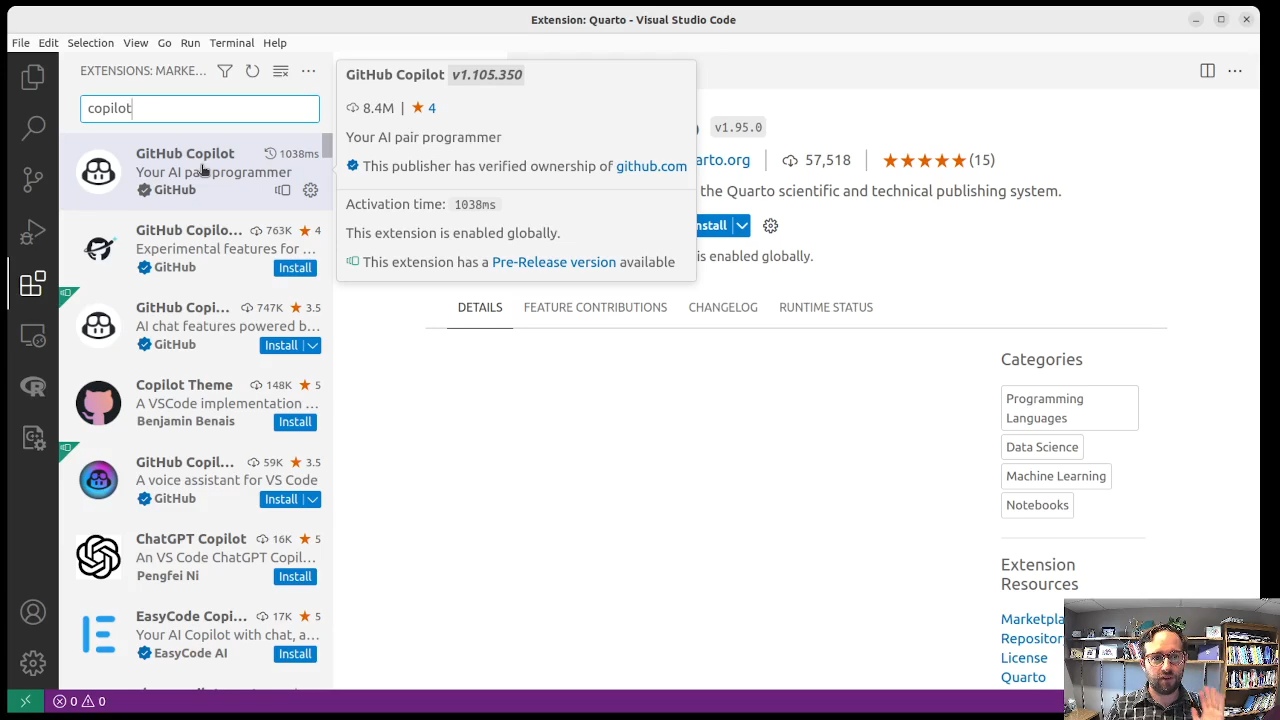 Extension: Quarto - Visual Studio Code
File Edit Selection View Go Run Terminal Help
EXTENSIONS: MARKE...
copilot
GitHub Copilot 1038ms
Your AI pair programmer
GitHub
GitHub Copilo... 763K 4
Experimental features for ...
GitHub Install
GitHub Copi... 747K 3.5
AI chat features powered b...
GitHub Install
Copilot Theme 148K 5
A VSCode implementation ...
Benjamin Benais Install
GitHub Copil... 59K 3.5
A voice assistant for VS Code
GitHub Install
ChatGPT Copilot 16K 5
An VS Code ChatGPT Copil...
Pengfei Ni Install
EasyCode Copi... 17K 5
Your AI Copilot with chat, a...
EasyCode AI Install
GitHub Copilot v1.105.350
8.4M | 4
Your AI pair programmer
This publisher has verified ownership of github.com
Activation time: 1038ms
This extension is enabled globally.
This extension has a Pre-Release version available
v1.95.0
arto.org 57,518 (15)
the Quarto scientific and technical publishing system.
nstall
is enabled globally.
DETAILS FEATURE CONTRIBUTIONS CHANGELOG RUNTIME STATUS
Categories
Programming
Languages
Data Science
Machine Learning
Notebooks
Extension
Resources
Marketpla
Repositor
License
Quarto
0 0